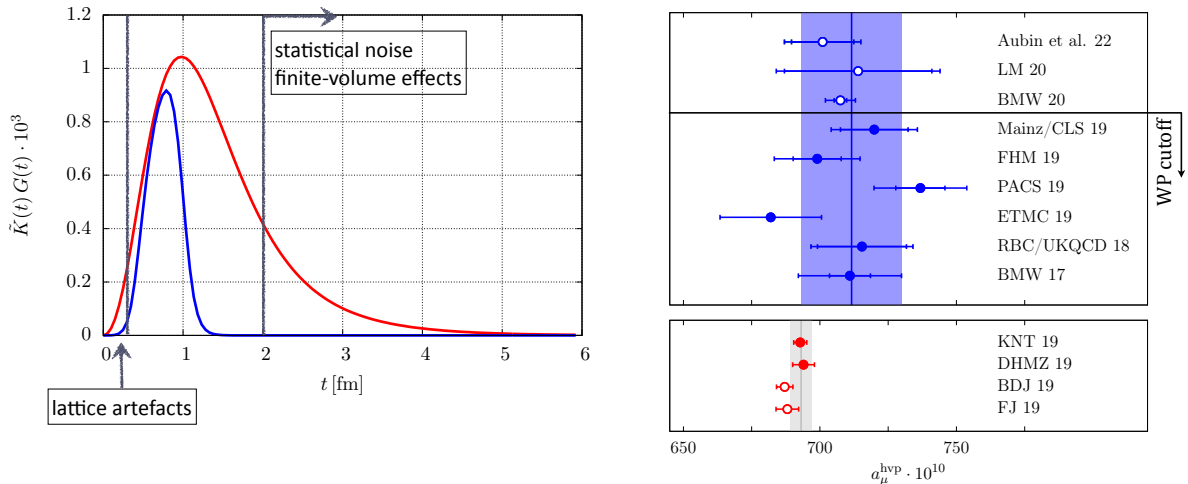 statistical noise
finite-volume effects
1.2
1
0.8
0.6
0.4
0.2
0
K̃(t) G(t) · 10³
0 1 2 3 4 5 6
t [fm]
lattice artefacts
Aubin et al. 22
LM 20
BMW 20
Mainz/CLS 19
FHM 19
PACS 19
ETMC 19
RBC/UKQCD 18
BMW 17
WP cutoff
KNT 19
DHMZ 19
BDJ 19
FJ 19
650 700 750
a_μ^hvp · 10¹⁰